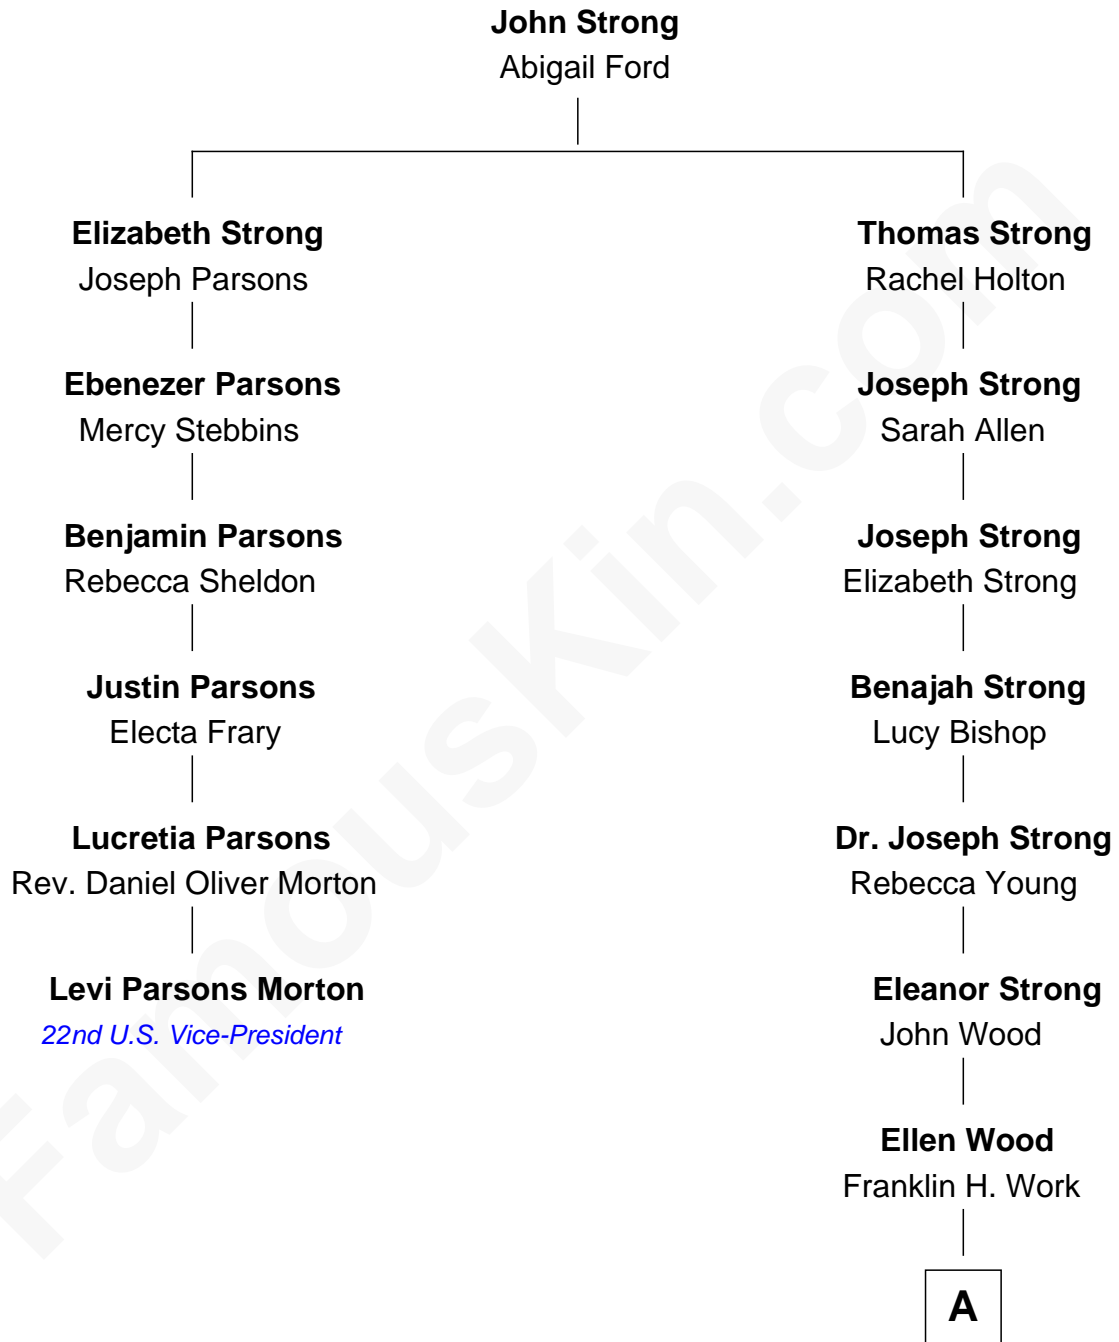 John Strong
Abigail Ford
Elizabeth Strong
Joseph Parsons
Thomas Strong
Rachel Holton
Ebenezer Parsons
Mercy Stebbins
Joseph Strong
Sarah Allen
Benjamin Parsons
Rebecca Sheldon
Joseph Strong
Elizabeth Strong
Justin Parsons
Electa Frary
Benajah Strong
Lucy Bishop
Lucretia Parsons
Rev. Daniel Oliver Morton
Dr. Joseph Strong
Rebecca Young
Levi Parsons Morton
22nd U.S. Vice-President
Eleanor Strong
John Wood
Ellen Wood
Franklin H. Work
A
FamousKin.com